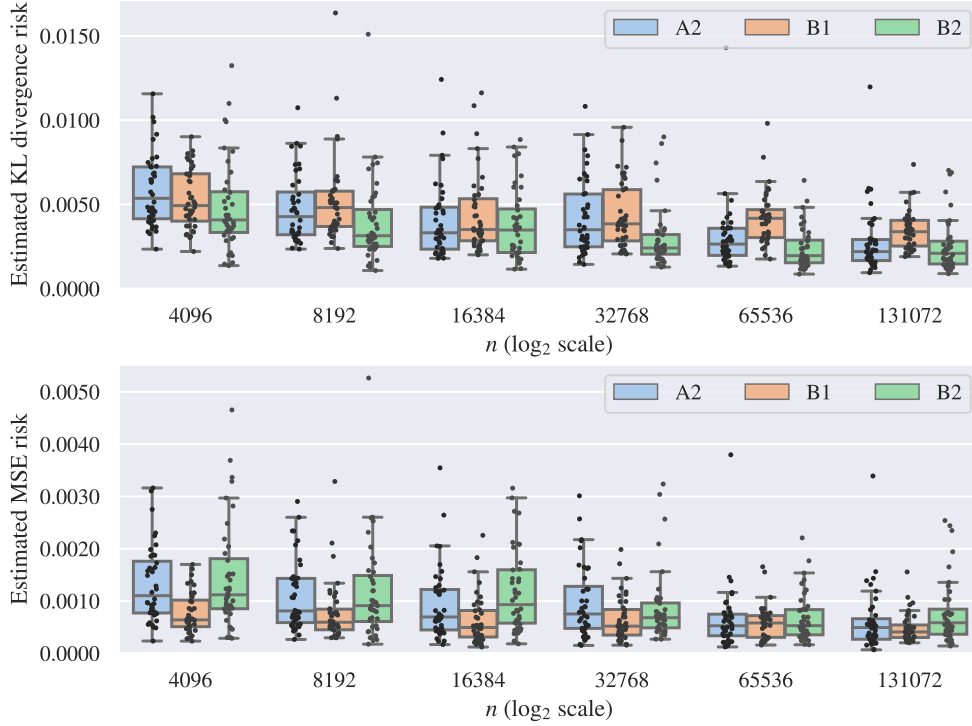 Estimated KL divergence risk
0.0150
0.0100
0.0050
0.0000
A2 B1 B2
4096 8192 16384 32768 65536 131072
n (log₂ scale)
Estimated MSE risk
0.0050
0.0040
0.0030
0.0020
0.0010
0.0000
A2 B1 B2
4096 8192 16384 32768 65536 131072
n (log₂ scale)